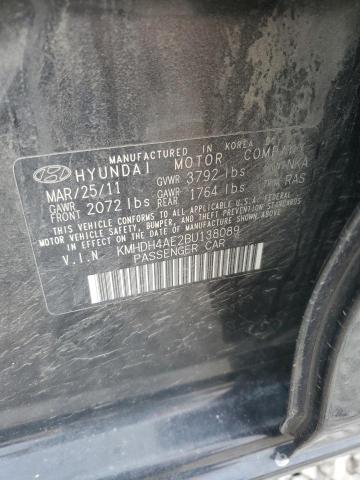 MANUFACTURED IN KOREA
HYUNDAI MOTOR COMPANY
MAR/25/11 GVWR 3792 lbs NKA
GAWR FRONT 2072 lbs GAWR REAR 1764 lbs RAS
THIS VEHICLE CONFORMS TO ALL APPLICABLE U.S.A. FEDERAL
MOTOR VEHICLE SAFETY, BUMPER, AND THEFT PREVENTION STANDARDS
IN EFFECT ON THE DATE OF MANUFACTURE SHOWN ABOVE.
V.I.N KMHDH4AE2BU138089
PASSENGER CAR